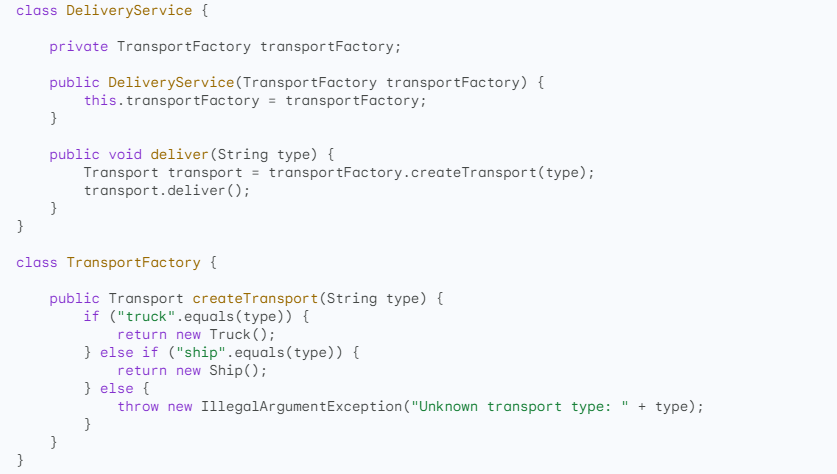 class DeliveryService {
private TransportFactory transportFactory;
public DeliveryService(TransportFactory transportFactory) {
this.transportFactory = transportFactory;
}
public void deliver(String type) {
Transport transport = transportFactory.createTransport(type);
transport.deliver();
}
}
class TransportFactory {
public Transport createTransport(String type) {
if ("truck".equals(type)) {
return new Truck();
} else if ("ship".equals(type)) {
return new Ship();
} else {
throw new IllegalArgumentException("Unknown transport type: " + type);
}
}
}